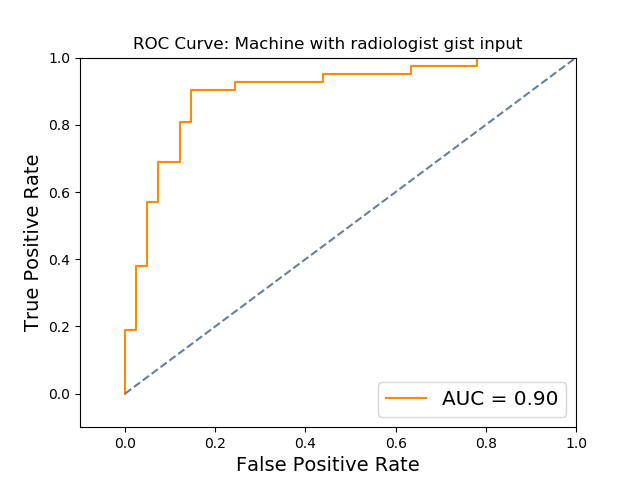 ROC Curve: Machine with radiologist gist input
1.0
0.8
0.6
0.4
0.2
0.0
True Positive Rate
AUC = 0.90
0.0 0.2 0.4 0.6 0.8 1.0
False Positive Rate